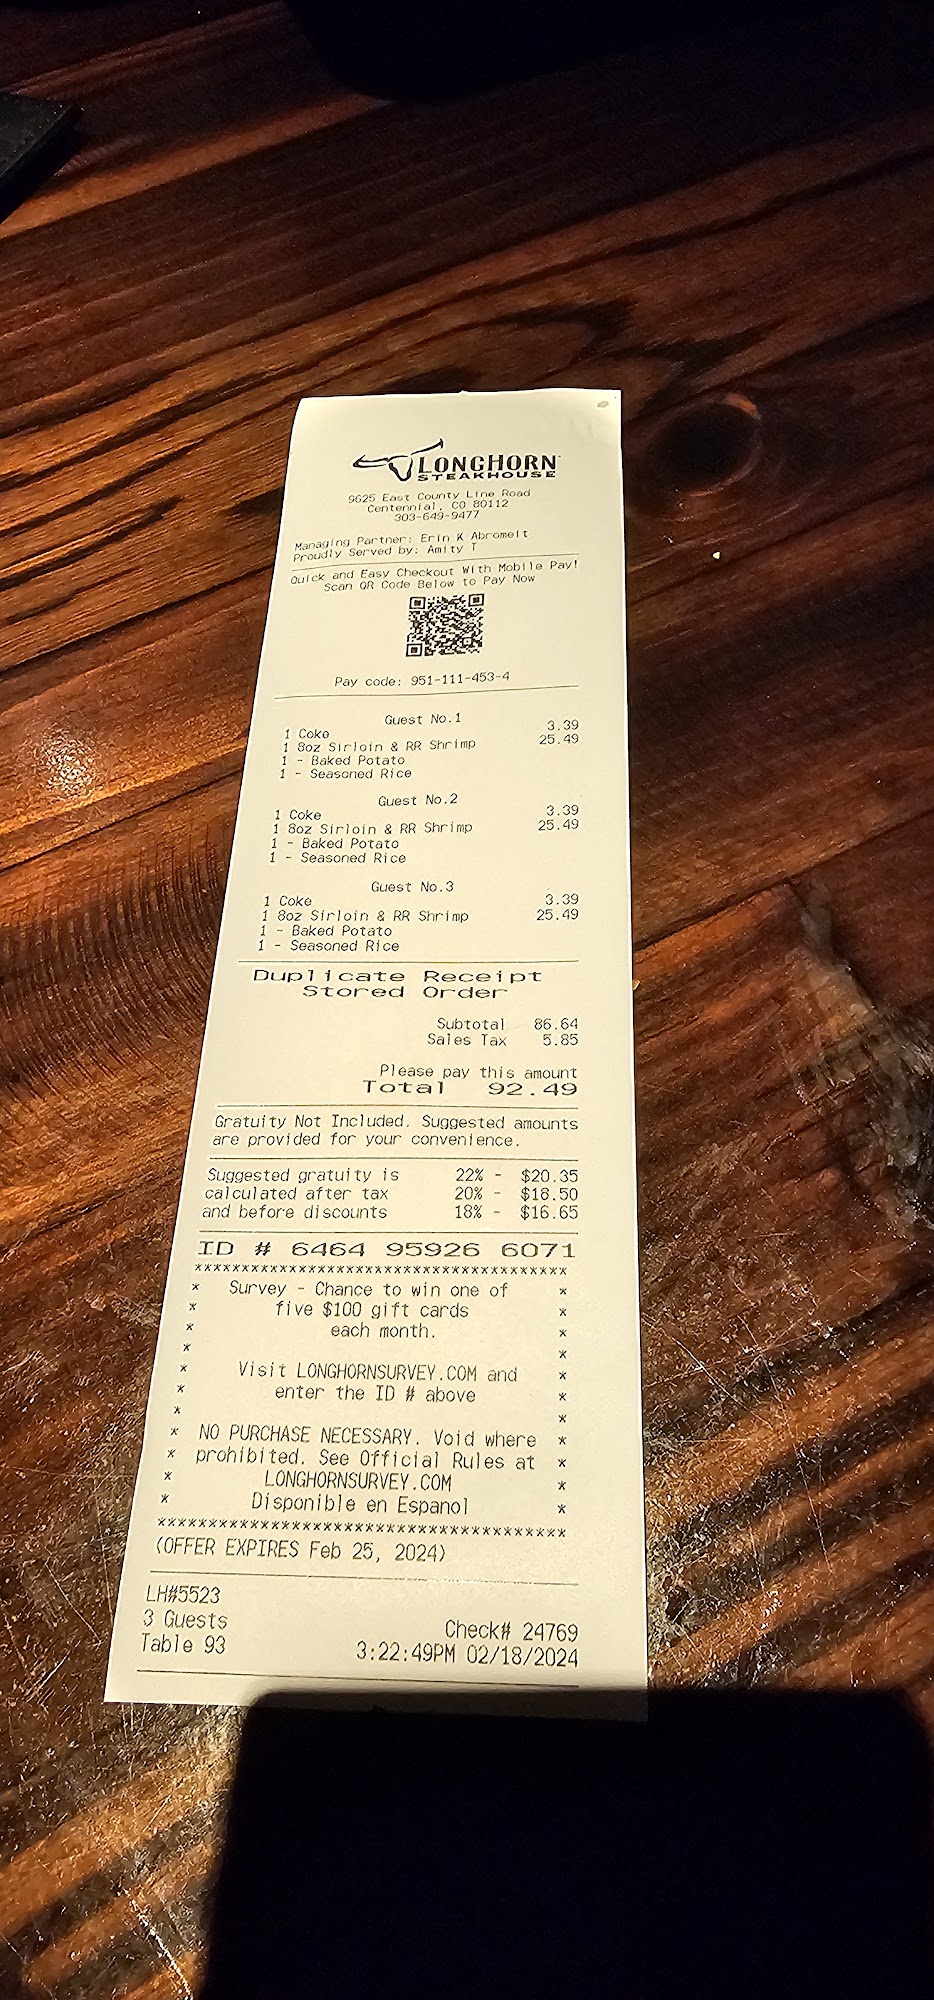 LONGHORN
STEAKHOUSE
9625 East County Line Road
Centennial, CO 80112
303-649-9477
Managing Partner: Erin K Abromeit
Proudly Served by: Amity T
Quick and Easy Checkout With Mobile Pay!
Scan QR Code Below to Pay Now
Pay code: 951-111-453-4
Guest No.1
1 Coke 3.39
1 8oz Sirloin & RR Shrimp 25.49
1 - Baked Potato
1 - Seasoned Rice
Guest No.2
1 Coke 3.39
1 8oz Sirloin & RR Shrimp 25.49
1 - Baked Potato
1 - Seasoned Rice
Guest No.3
1 Coke 3.39
1 8oz Sirloin & RR Shrimp 25.49
1 - Baked Potato
1 - Seasoned Rice
Duplicate Receipt
Stored Order
Subtotal 86.64
Sales Tax 5.85
Please pay this amount
Total 92.49
Gratuity Not Included. Suggested amounts
are provided for your convenience.
Suggested gratuity is 22% - $20.35
calculated after tax 20% - $18.50
and before discounts 18% - $16.65
ID # 6464 95926 6071
****************************************
* Survey - Chance to win one of *
* five $100 gift cards *
* each month. *
* *
* Visit LONGHORNSURVEY.COM and *
* enter the ID # above *
* *
* NO PURCHASE NECESSARY. Void where *
* prohibited. See Official Rules at *
* LONGHORNSURVEY.COM *
* Disponible en Espanol *
****************************************
(OFFER EXPIRES Feb 25, 2024)
LH#5523
3 Guests Check# 24769
Table 93 3:22:49PM 02/18/2024